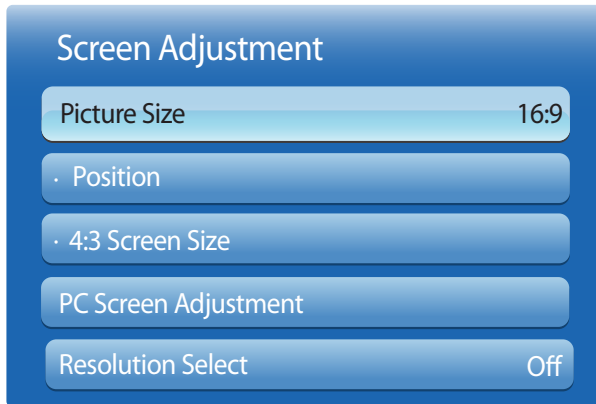 Screen Adjustment
Picture Size 16:9
· Position
· 4:3 Screen Size
PC Screen Adjustment
Resolution Select Off